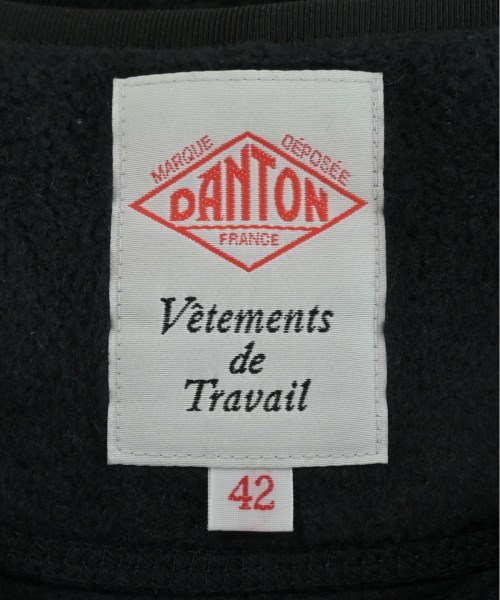 MARQUE DÉPOSÉE
DANTON
FRANCE
Vêtements
de
Travail
42